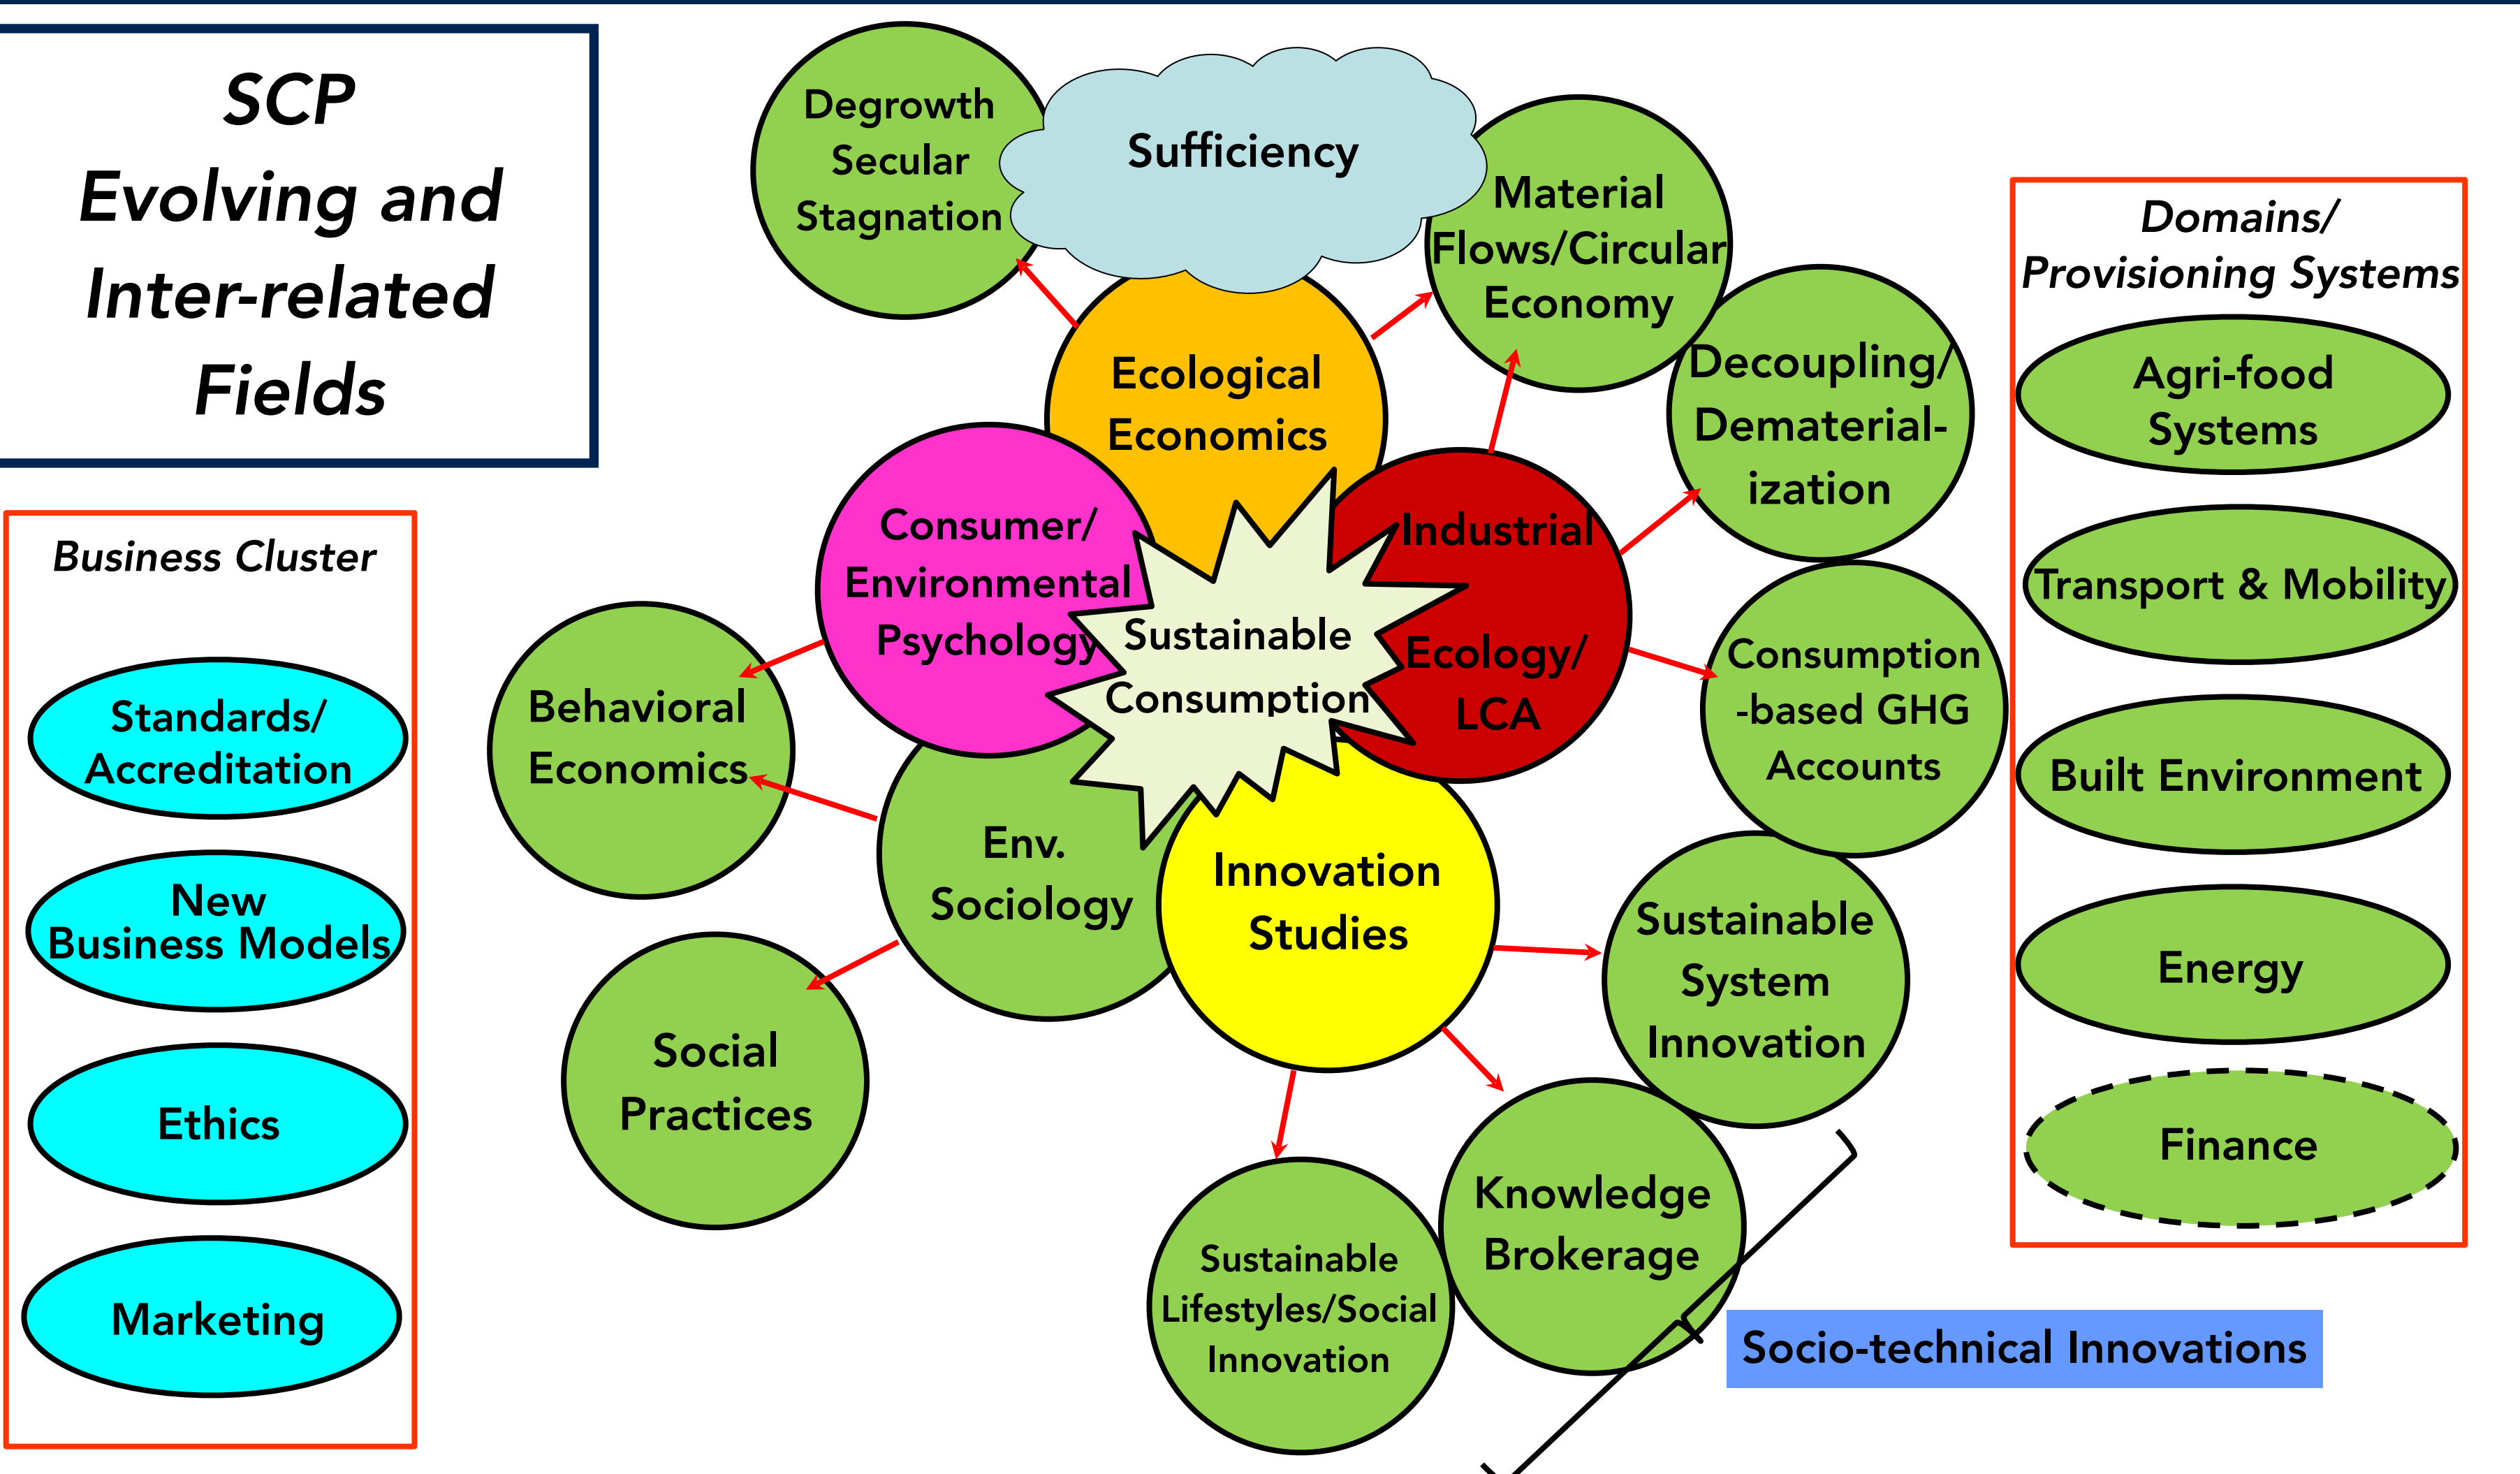 SCP
Evolving and
Inter-related
Fields
Business Cluster
Standards/
Accreditation
New
Business Models
Ethics
Marketing
Degrowth
Secular
Stagnation
Sufficiency
Material
Flows/Circular
Economy
Decoupling/
Dematerial-
ization
Ecological
Economics
Consumer/
Environmental
Psychology
Industrial
Ecology/
LCA
Sustainable
Consumption
Behavioral
Economics
Consumption
-based GHG
Accounts
Env.
Sociology
Innovation
Studies
Sustainable
System
Innovation
Social
Practices
Knowledge
Brokerage
Sustainable
Lifestyles/Social
Innovation
Socio-technical Innovations
Domains/
Provisioning Systems
Agri-food
Systems
Transport & Mobility
Built Environment
Energy
Finance